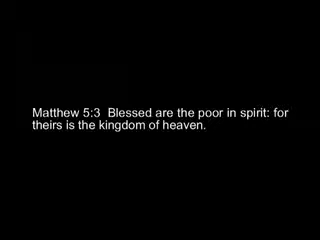 Matthew 5:3  Blessed are the poor in spirit: for
theirs is the kingdom of heaven.